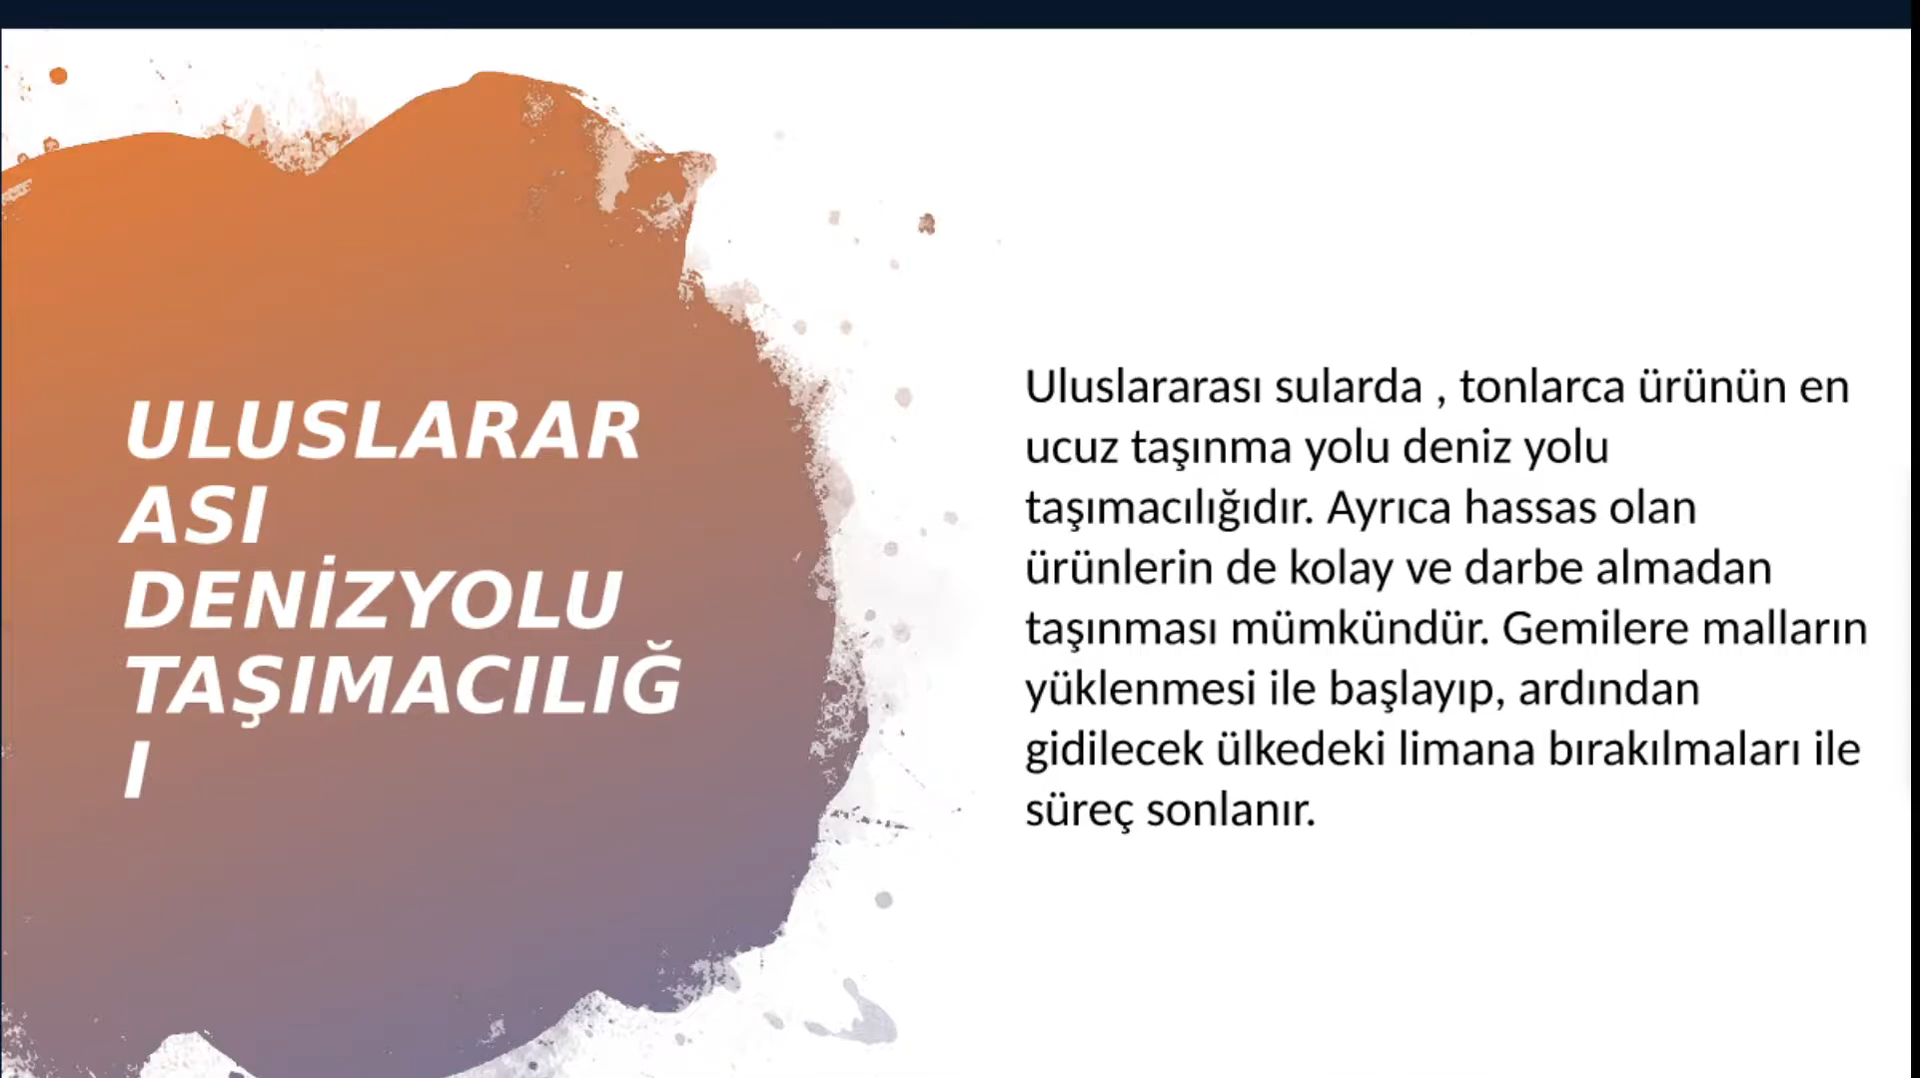 ULUSLARAR
ASI
DENİZYOLU
TAŞIMACILIĞ
I
Uluslararası sularda , tonlarca ürünün en
ucuz taşınma yolu deniz yolu
taşımacılığıdır. Ayrıca hassas olan
ürünlerin de kolay ve darbe almadan
taşınması mümkündür. Gemilere malların
yüklenmesi ile başlayıp, ardından
gidilecek ülkedeki limana bırakılmaları ile
süreç sonlanır.